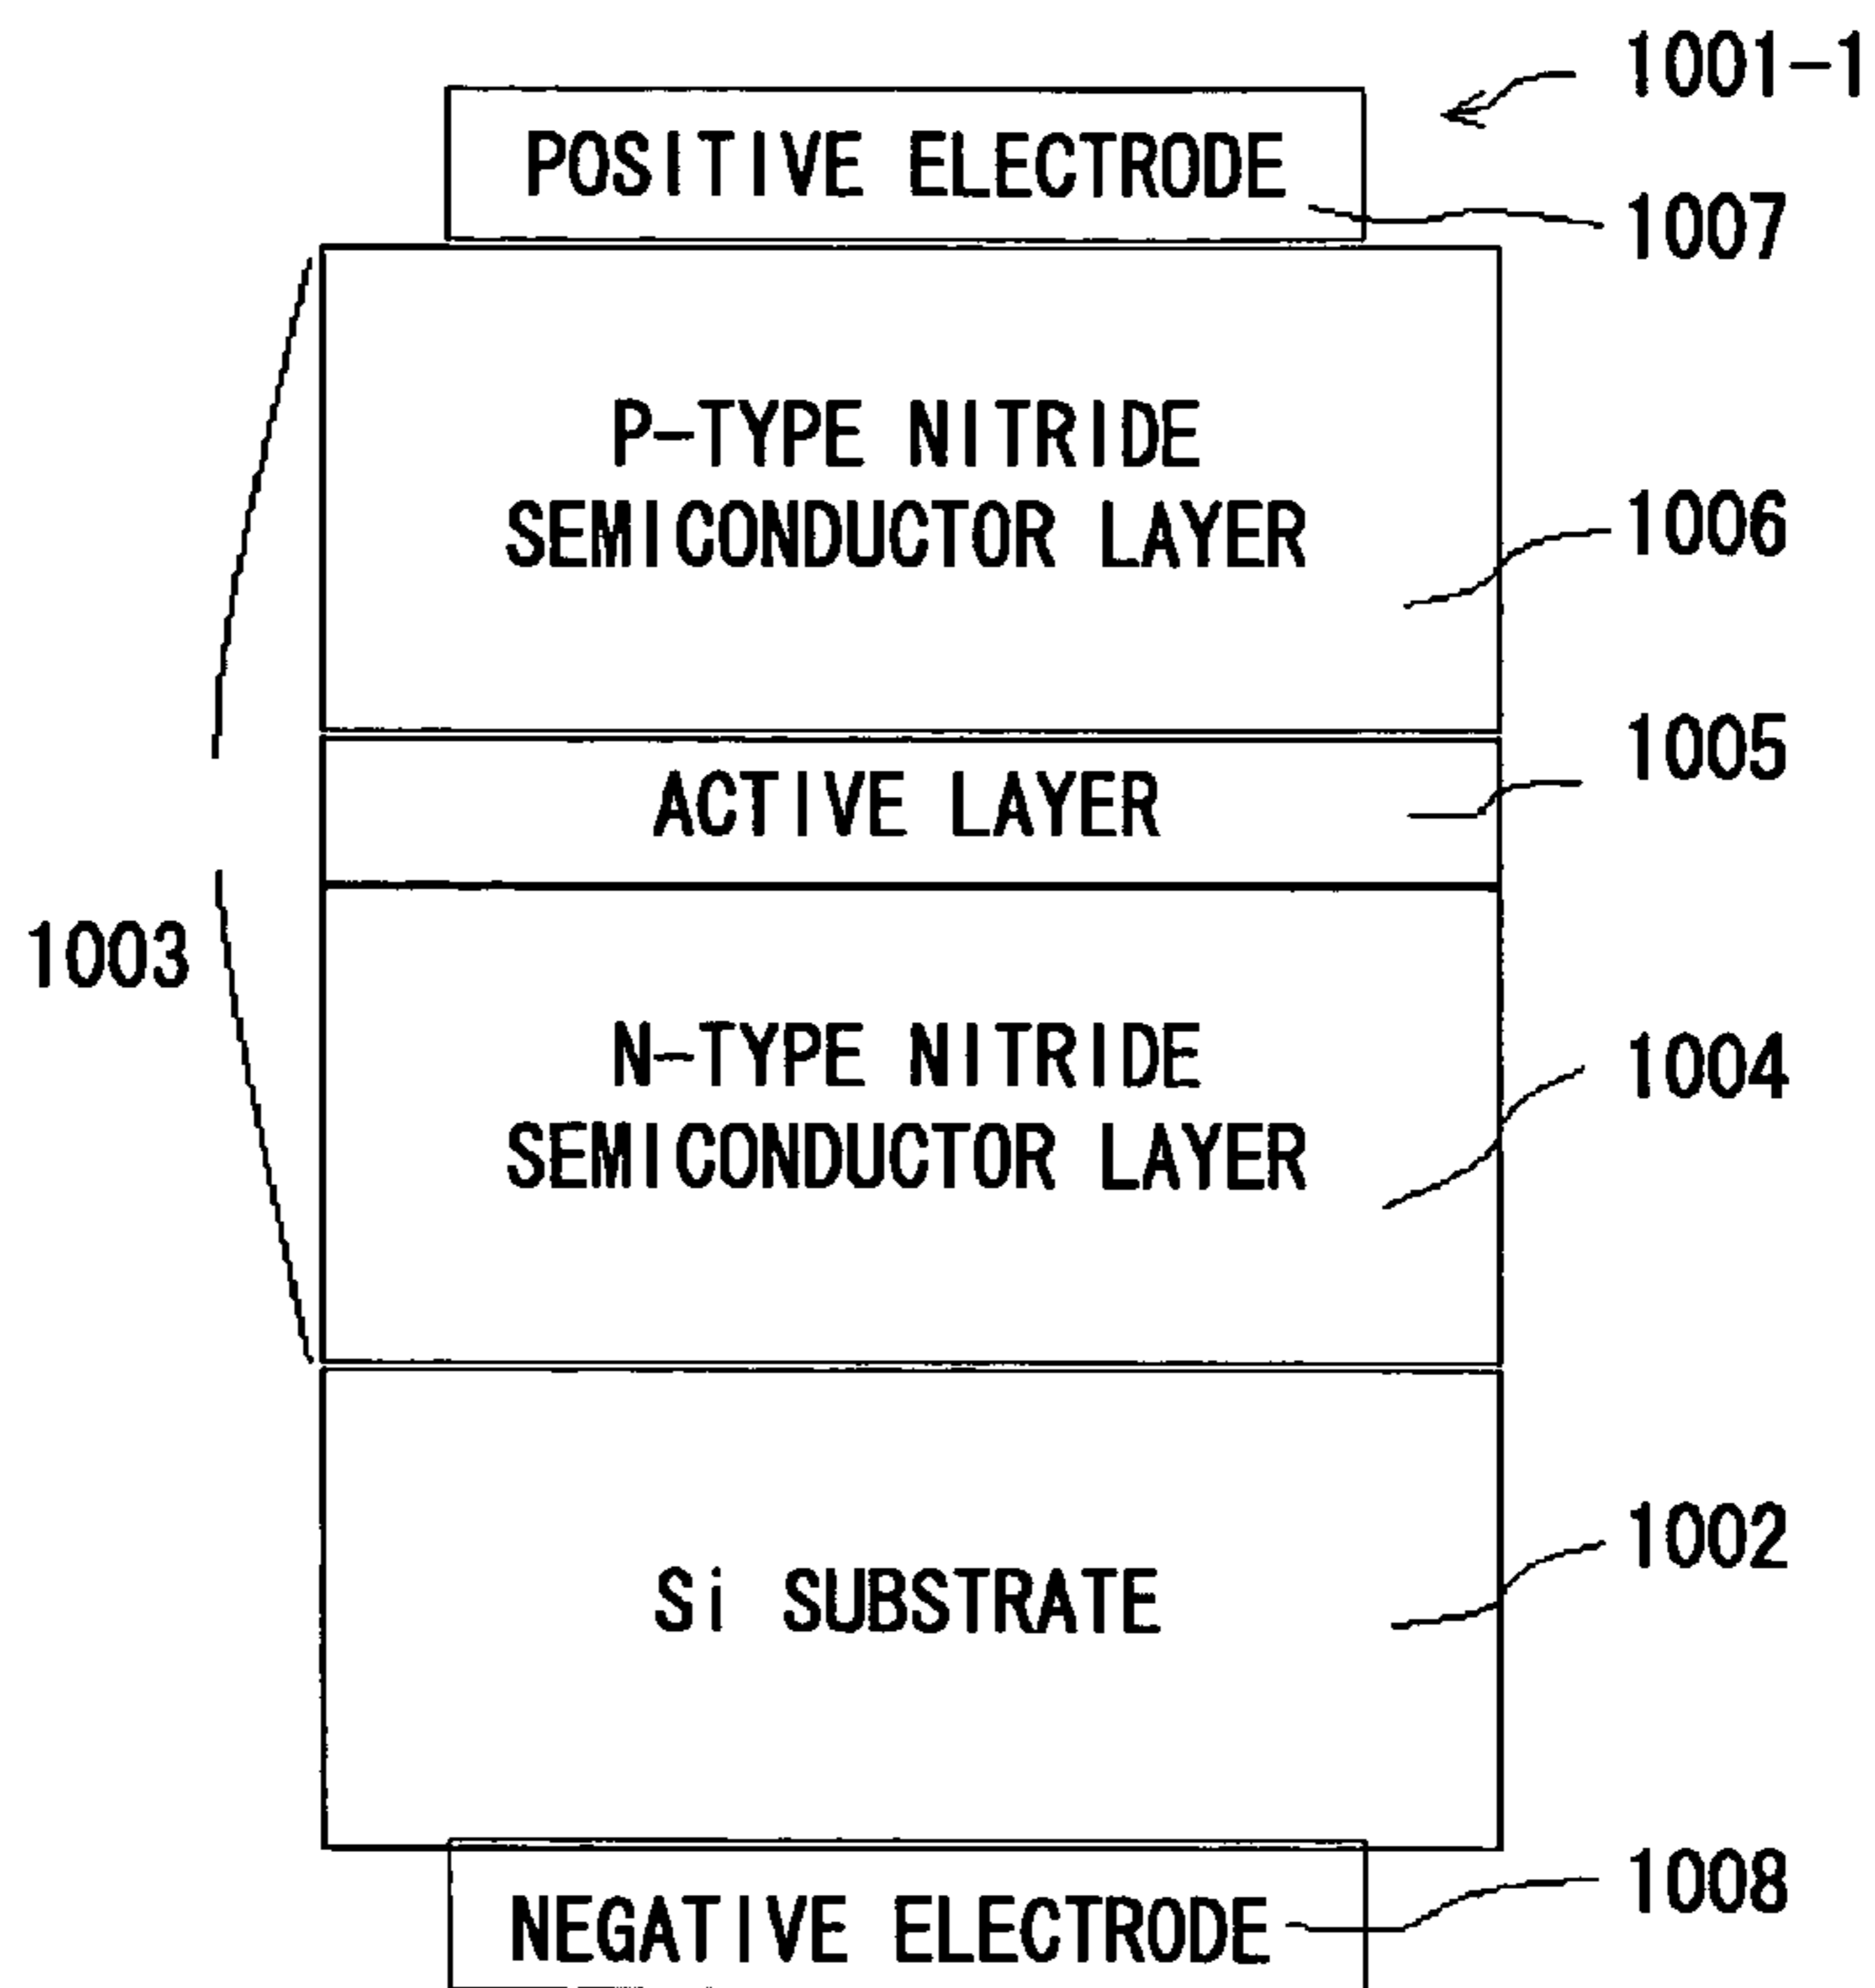 1001-1
POSITIVE ELECTRODE
1007
P-TYPE NITRIDE
SEMICONDUCTOR LAYER
1006
1005
ACTIVE LAYER
1003
N-TYPE NITRIDE
1004
SEMICONDUCTOR LAYER
1002
Si SUBSTRATE
1008
NEGATIVE ELECTRODE